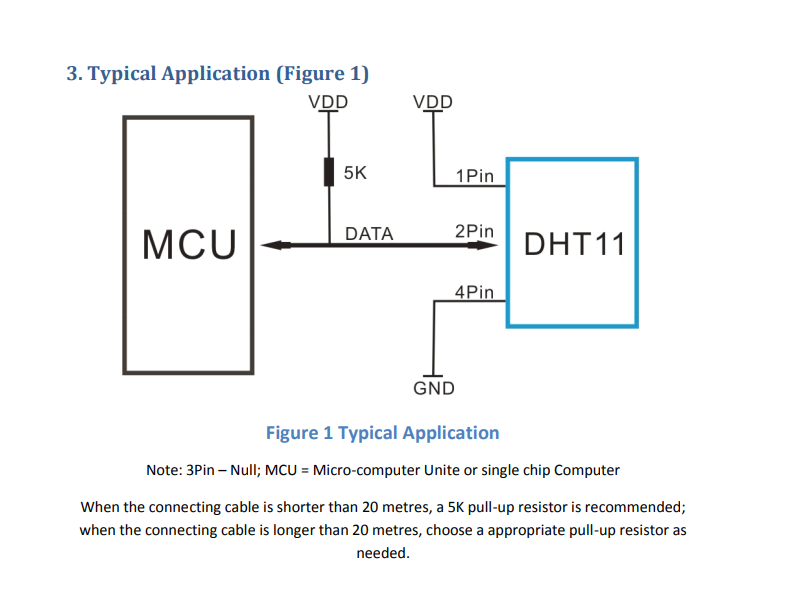 3. Typical Application (Figure 1)
VDD
VDD
5K
1Pin
MCU
DATA
2Pin
DHT11
4Pin
GND
Figure 1 Typical Application
Note: 3Pin – Null; MCU = Micro-computer Unite or single chip Computer
When the connecting cable is shorter than 20 metres, a 5K pull-up resistor is recommended;
when the connecting cable is longer than 20 metres, choose a appropriate pull-up resistor as
needed.